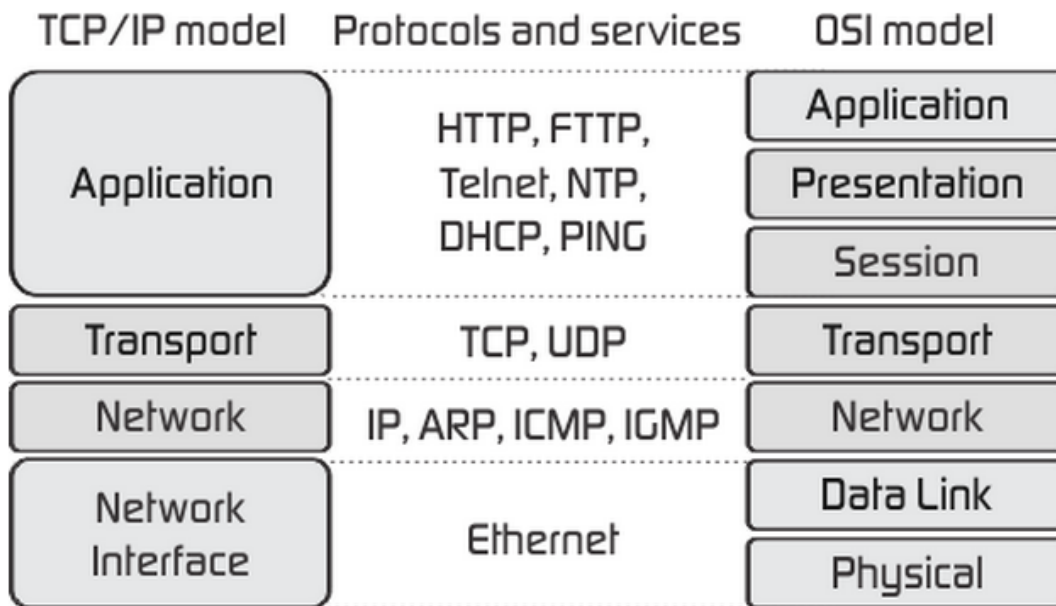 TCP/IP model
Protocols and services
OSI model
Application
HTTP, FTTP,
Telnet, NTP,
DHCP, PING
Application
Presentation
Session
Transport
TCP, UDP
Transport
Network
IP, ARP, ICMP, IGMP
Network
Network
Interface
Ethernet
Data Link
Physical